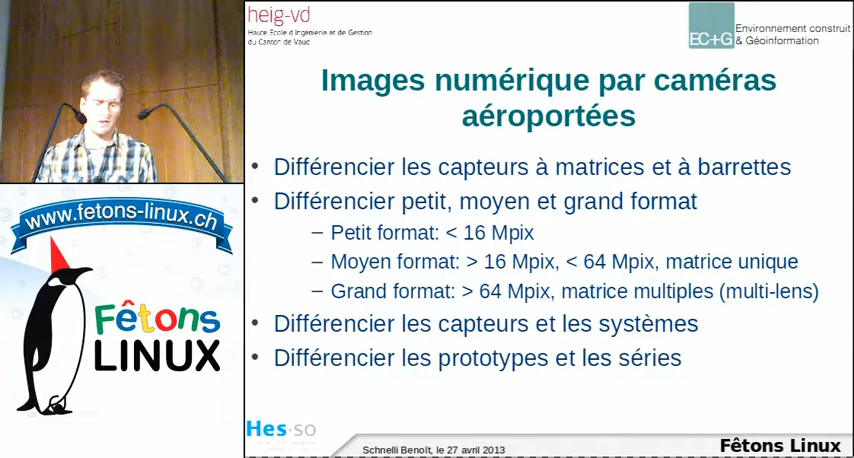 heig-vd
Haute Ecole d'Ingénierie et de Gestion
du Canton de Vaud
EC+G
Environnement construit
& Géoinformation
Images numérique par caméras
aéroportées
• Différencier les capteurs à matrices et à barrettes
• Différencier petit, moyen et grand format
– Petit format: < 16 Mpix
– Moyen format: > 16 Mpix, < 64 Mpix, matrice unique
– Grand format: > 64 Mpix, matrice multiples (multi-lens)
• Différencier les capteurs et les systèmes
• Différencier les prototypes et les séries
www.fetons-linux.ch
Fêtons
LINUX
Hes·so
Schnelli Benoît, le 27 avril 2013
Fêtons Linux